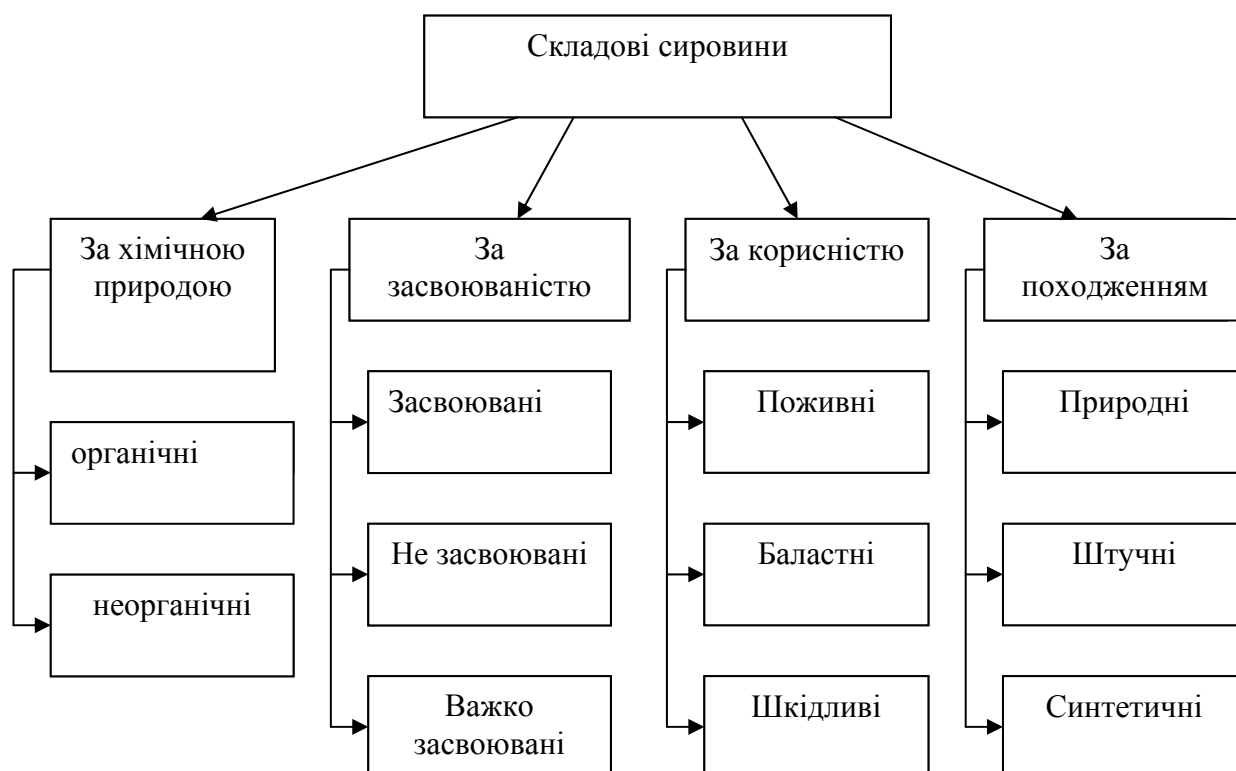 Складові сировини
За хімічною
природою
За
засвоюваністю
За корисністю
За
походженням
органічні
неорганічні
Засвоювані
Не засвоювані
Важко
засвоювані
Поживні
Баластні
Шкідливі
Природні
Штучні
Синтетичні